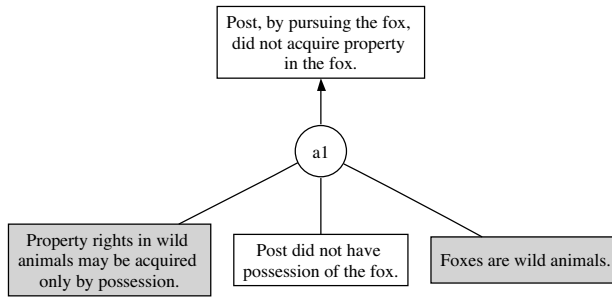 Post, by pursuing the fox,
did not acquire property
in the fox.
a1
Property rights in wild
animals may be acquired
only by possession.
Post did not have
possession of the fox.
Foxes are wild animals.